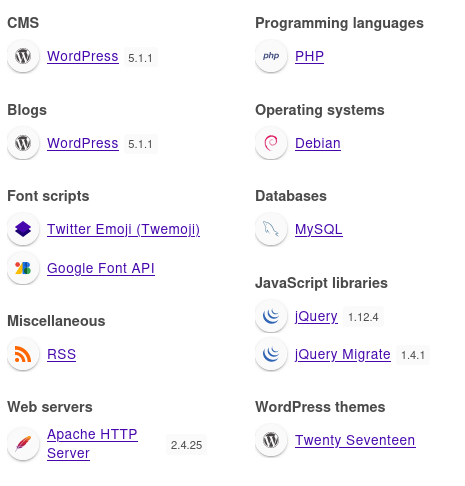 CMS
WordPress 5.1.1
Blogs
WordPress 5.1.1
Font scripts
Twitter Emoji (Twemoji)
Google Font API
Miscellaneous
RSS
Web servers
Apache HTTP
Server
2.4.25
Programming languages
php PHP
Operating systems
Debian
Databases
MySQL
JavaScript libraries
jQuery 1.12.4
jQuery Migrate 1.4.1
WordPress themes
Twenty Seventeen